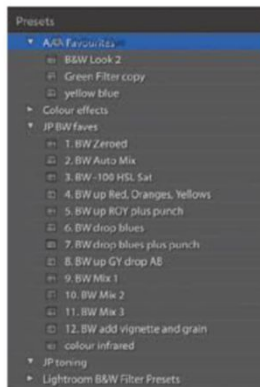 Presets
Favourites
B&W Look 2
Green Filter copy
yellow blue
Colour effects
JP BW faves
1. BW Zeroed
2. BW Auto Mix
3. BW -100 HSL Sat
4. BW up Red, Oranges, Yellows
5. BW up ROY plus punch
6. BW drop blues
7. BW drop blues plus punch
8. BW up GY drop AB
9. BW Mix 1
10. BW Mix 2
11. BW Mix 3
12. BW add vignette and grain
colour infrared
JP toning
Lightroom B&W Filter Presets